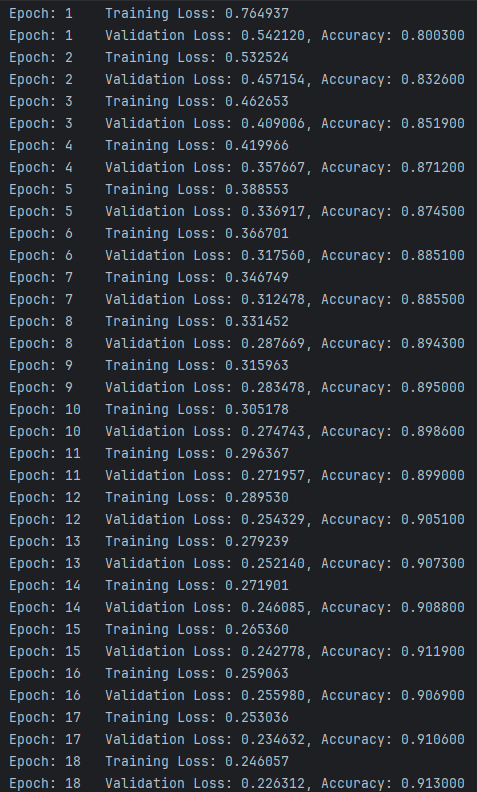 Epoch: 1	Training Loss: 0.764937
Epoch: 1	Validation Loss: 0.542120, Accuracy: 0.800300
Epoch: 2	Training Loss: 0.532524
Epoch: 2	Validation Loss: 0.457154, Accuracy: 0.832600
Epoch: 3	Training Loss: 0.462653
Epoch: 3	Validation Loss: 0.409006, Accuracy: 0.851900
Epoch: 4	Training Loss: 0.419966
Epoch: 4	Validation Loss: 0.357667, Accuracy: 0.871200
Epoch: 5	Training Loss: 0.388553
Epoch: 5	Validation Loss: 0.336917, Accuracy: 0.874500
Epoch: 6	Training Loss: 0.366701
Epoch: 6	Validation Loss: 0.317560, Accuracy: 0.885100
Epoch: 7	Training Loss: 0.346749
Epoch: 7	Validation Loss: 0.312478, Accuracy: 0.885500
Epoch: 8	Training Loss: 0.331452
Epoch: 8	Validation Loss: 0.287669, Accuracy: 0.894300
Epoch: 9	Training Loss: 0.315963
Epoch: 9	Validation Loss: 0.283478, Accuracy: 0.895000
Epoch: 10	Training Loss: 0.305178
Epoch: 10	Validation Loss: 0.274743, Accuracy: 0.898600
Epoch: 11	Training Loss: 0.296367
Epoch: 11	Validation Loss: 0.271957, Accuracy: 0.899000
Epoch: 12	Training Loss: 0.289530
Epoch: 12	Validation Loss: 0.254329, Accuracy: 0.905100
Epoch: 13	Training Loss: 0.279239
Epoch: 13	Validation Loss: 0.252140, Accuracy: 0.907300
Epoch: 14	Training Loss: 0.271901
Epoch: 14	Validation Loss: 0.246085, Accuracy: 0.908800
Epoch: 15	Training Loss: 0.265360
Epoch: 15	Validation Loss: 0.242778, Accuracy: 0.911900
Epoch: 16	Training Loss: 0.259063
Epoch: 16	Validation Loss: 0.255980, Accuracy: 0.906900
Epoch: 17	Training Loss: 0.253036
Epoch: 17	Validation Loss: 0.234632, Accuracy: 0.910600
Epoch: 18	Training Loss: 0.246057
Epoch: 18	Validation Loss: 0.226312, Accuracy: 0.913000